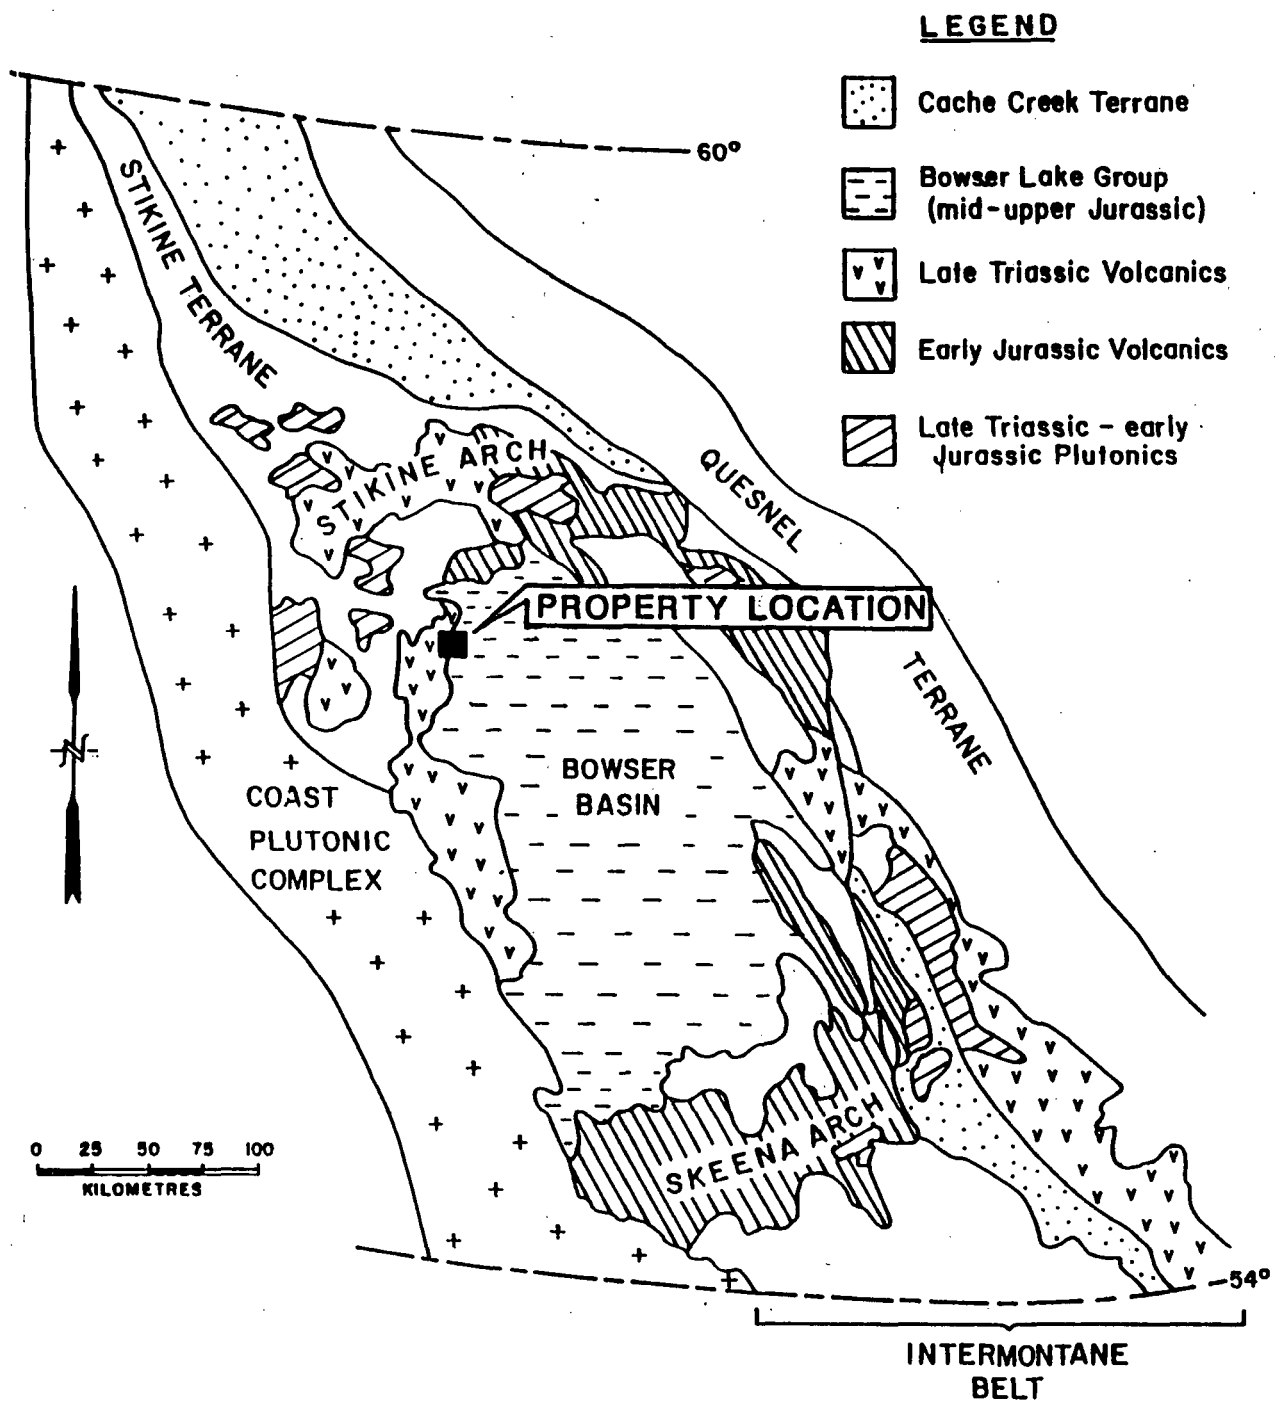 LEGEND
Cache Creek Terrane
Bowser Lake Group
(mid-upper Jurassic)
Late Triassic Volcanics
Early Jurassic Volcanics
Late Triassic - early
Jurassic Plutonics
60°
STIKINE TERRANE
STIKINE ARCH
QUESNEL
TERRANE
PROPERTY LOCATION
N
BOWSER
BASIN
COAST
PLUTONIC
COMPLEX
SKEENA ARCH
0 25 50 75 100
KILOMETRES
54°
INTERMONTANE
BELT